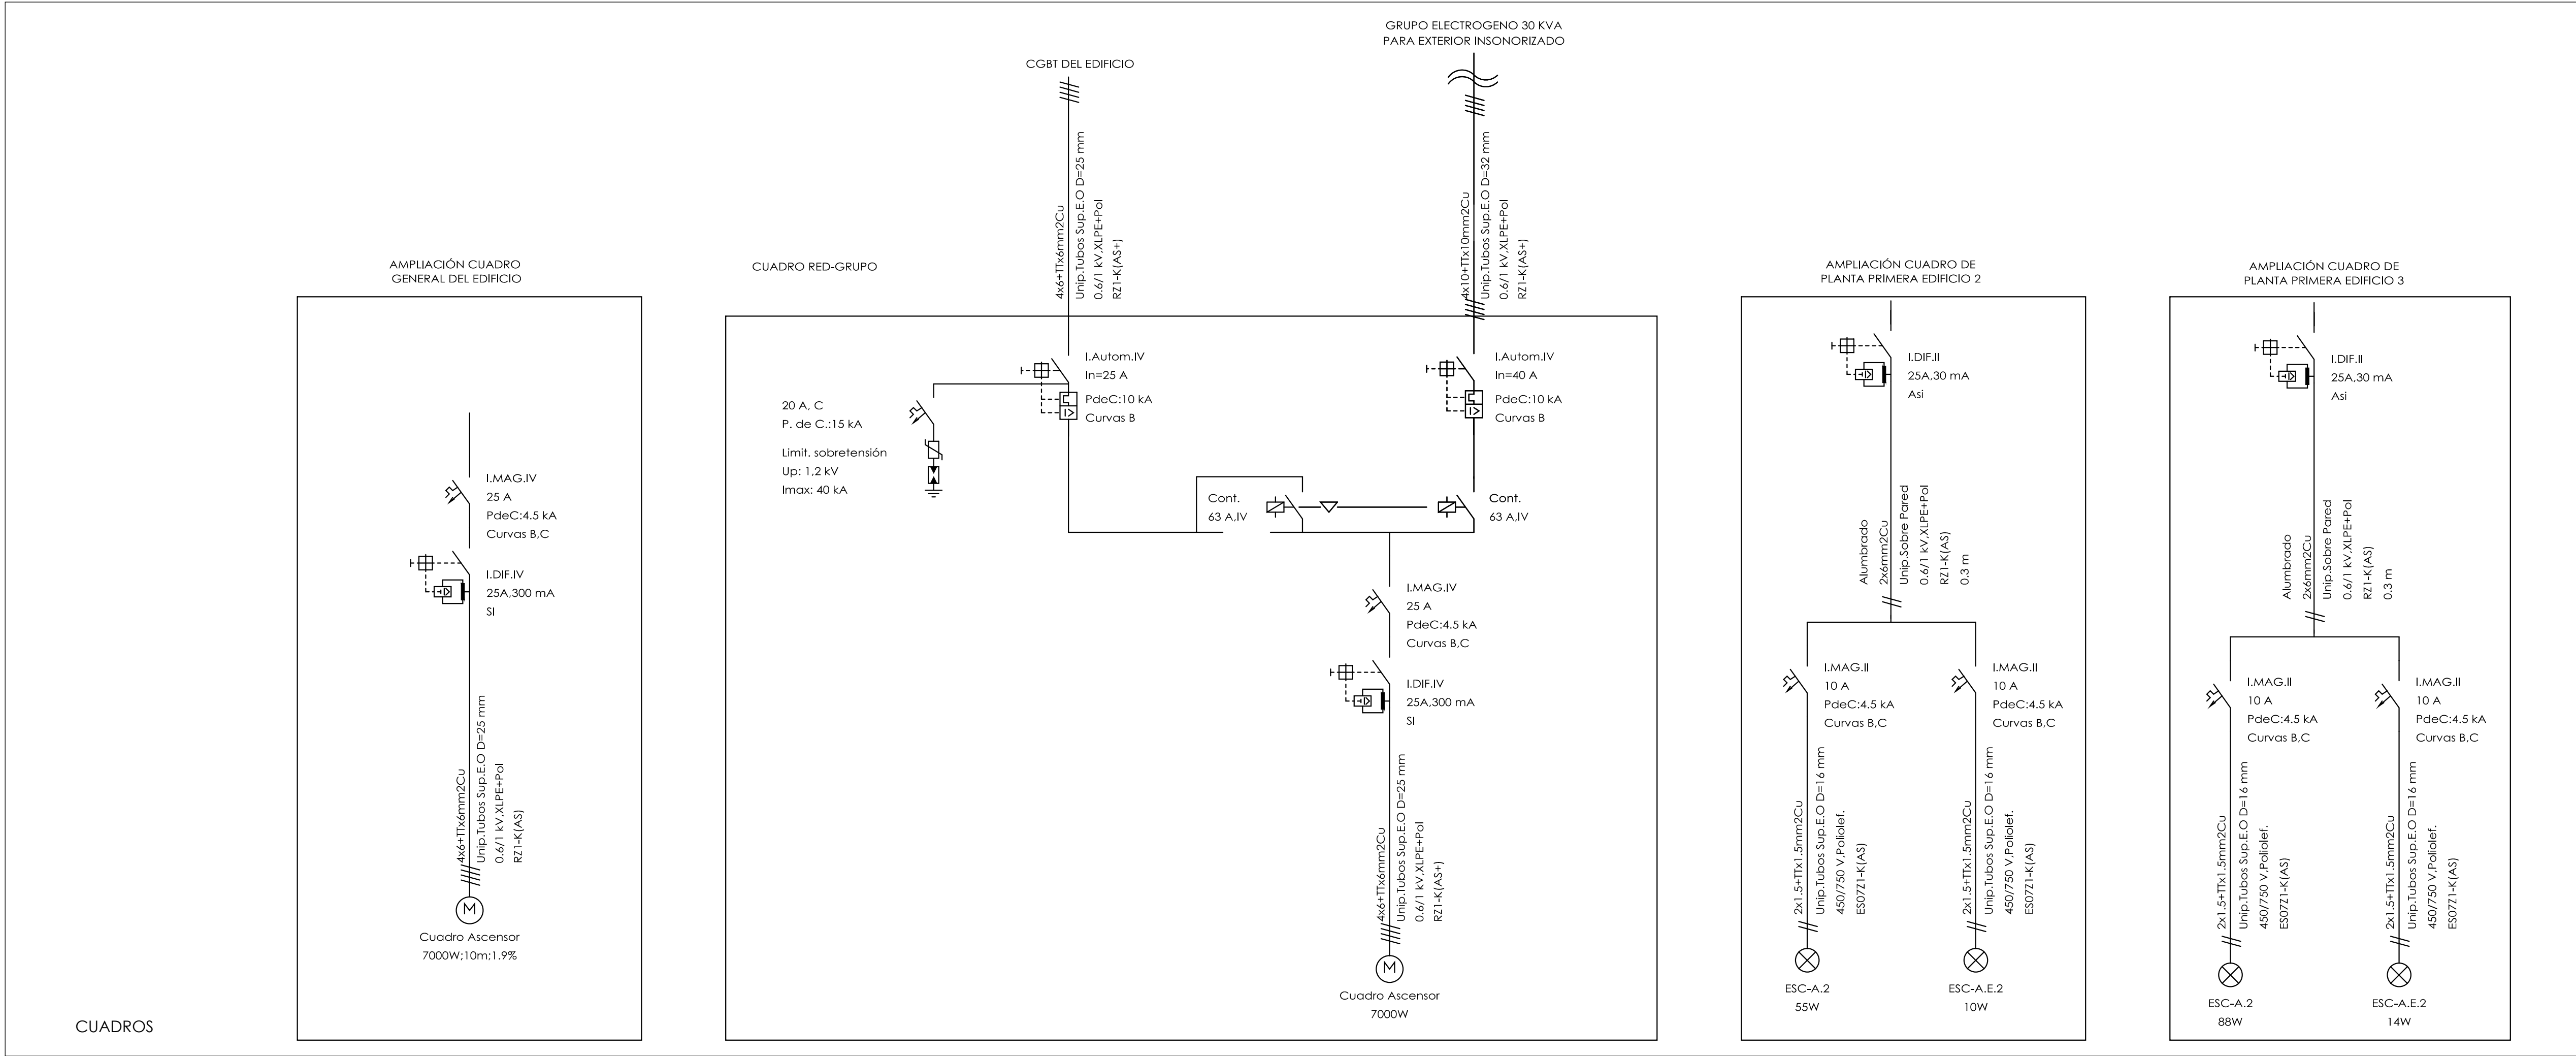 GRUPO ELECTROGENO 30 KVA
PARA EXTERIOR INSONORIZADO
CGBT DEL EDIFICIO
4x6+TTx6mm2Cu
Unip.Tubos Sup.E.O D=25 mm
0.6/1 kV,XLPE+Pol
RZ1-K(AS+)
4x10+TTx10mm2Cu
Unip.Tubos Sup.E.O D=32 mm
0.6/1 kV,XLPE+Pol
RZ1-K(AS+)
AMPLIACIÓN CUADRO
GENERAL DEL EDIFICIO
I.MAG.IV
25 A
PdeC:4.5 kA
Curvas B,C
I.DIF.IV
25A,300 mA
SI
4x6+TTx6mm2Cu
Unip.Tubos Sup.E.O D=25 mm
0.6/1 kV,XLPE+Pol
RZ1-K(AS)
M
Cuadro Ascensor
7000W;10m;1.9%
CUADRO RED-GRUPO
I.Autom.IV
In=25 A
PdeC:10 kA
Curvas B
I>
I.Autom.IV
In=40 A
PdeC:10 kA
Curvas B
I>
20 A, C
P. de C.:15 kA
Limit. sobretensión
Up: 1,2 kV
Imax: 40 kA
Cont.
63 A,IV
Cont.
63 A,IV
I.MAG.IV
25 A
PdeC:4.5 kA
Curvas B,C
I.DIF.IV
25A,300 mA
SI
4x6+TTx6mm2Cu
Unip.Tubos Sup.E.O D=25 mm
0.6/1 kV,XLPE+Pol
RZ1-K(AS+)
M
Cuadro Ascensor
7000W
AMPLIACIÓN CUADRO DE
PLANTA PRIMERA EDIFICIO 2
I.DIF.II
25A,30 mA
Asi
Alumbrado
2x6mm2Cu
Unip.Sobre Pared
0.6/1 kV,XLPE+Pol
RZ1-K(AS)
0.3 m
I.MAG.II
10 A
PdeC:4.5 kA
Curvas B,C
I.MAG.II
10 A
PdeC:4.5 kA
Curvas B,C
2x1.5+TTx1.5mm2Cu
Unip.Tubos Sup.E.O D=16 mm
450/750 V,Poliolef.
ES07Z1-K(AS)
2x1.5+TTx1.5mm2Cu
Unip.Tubos Sup.E.O D=16 mm
450/750 V,Poliolef.
ES07Z1-K(AS)
ESC-A.2
55W
ESC-A.E.2
10W
AMPLIACIÓN CUADRO DE
PLANTA PRIMERA EDIFICIO 3
I.DIF.II
25A,30 mA
Asi
Alumbrado
2x6mm2Cu
Unip.Sobre Pared
0.6/1 kV,XLPE+Pol
RZ1-K(AS)
0.3 m
I.MAG.II
10 A
PdeC:4.5 kA
Curvas B,C
I.MAG.II
10 A
PdeC:4.5 kA
Curvas B,C
2x1.5+TTx1.5mm2Cu
Unip.Tubos Sup.E.O D=16 mm
450/750 V,Poliolef.
ES07Z1-K(AS)
2x1.5+TTx1.5mm2Cu
Unip.Tubos Sup.E.O D=16 mm
450/750 V,Poliolef.
ES07Z1-K(AS)
ESC-A.2
88W
ESC-A.E.2
14W
CUADROS